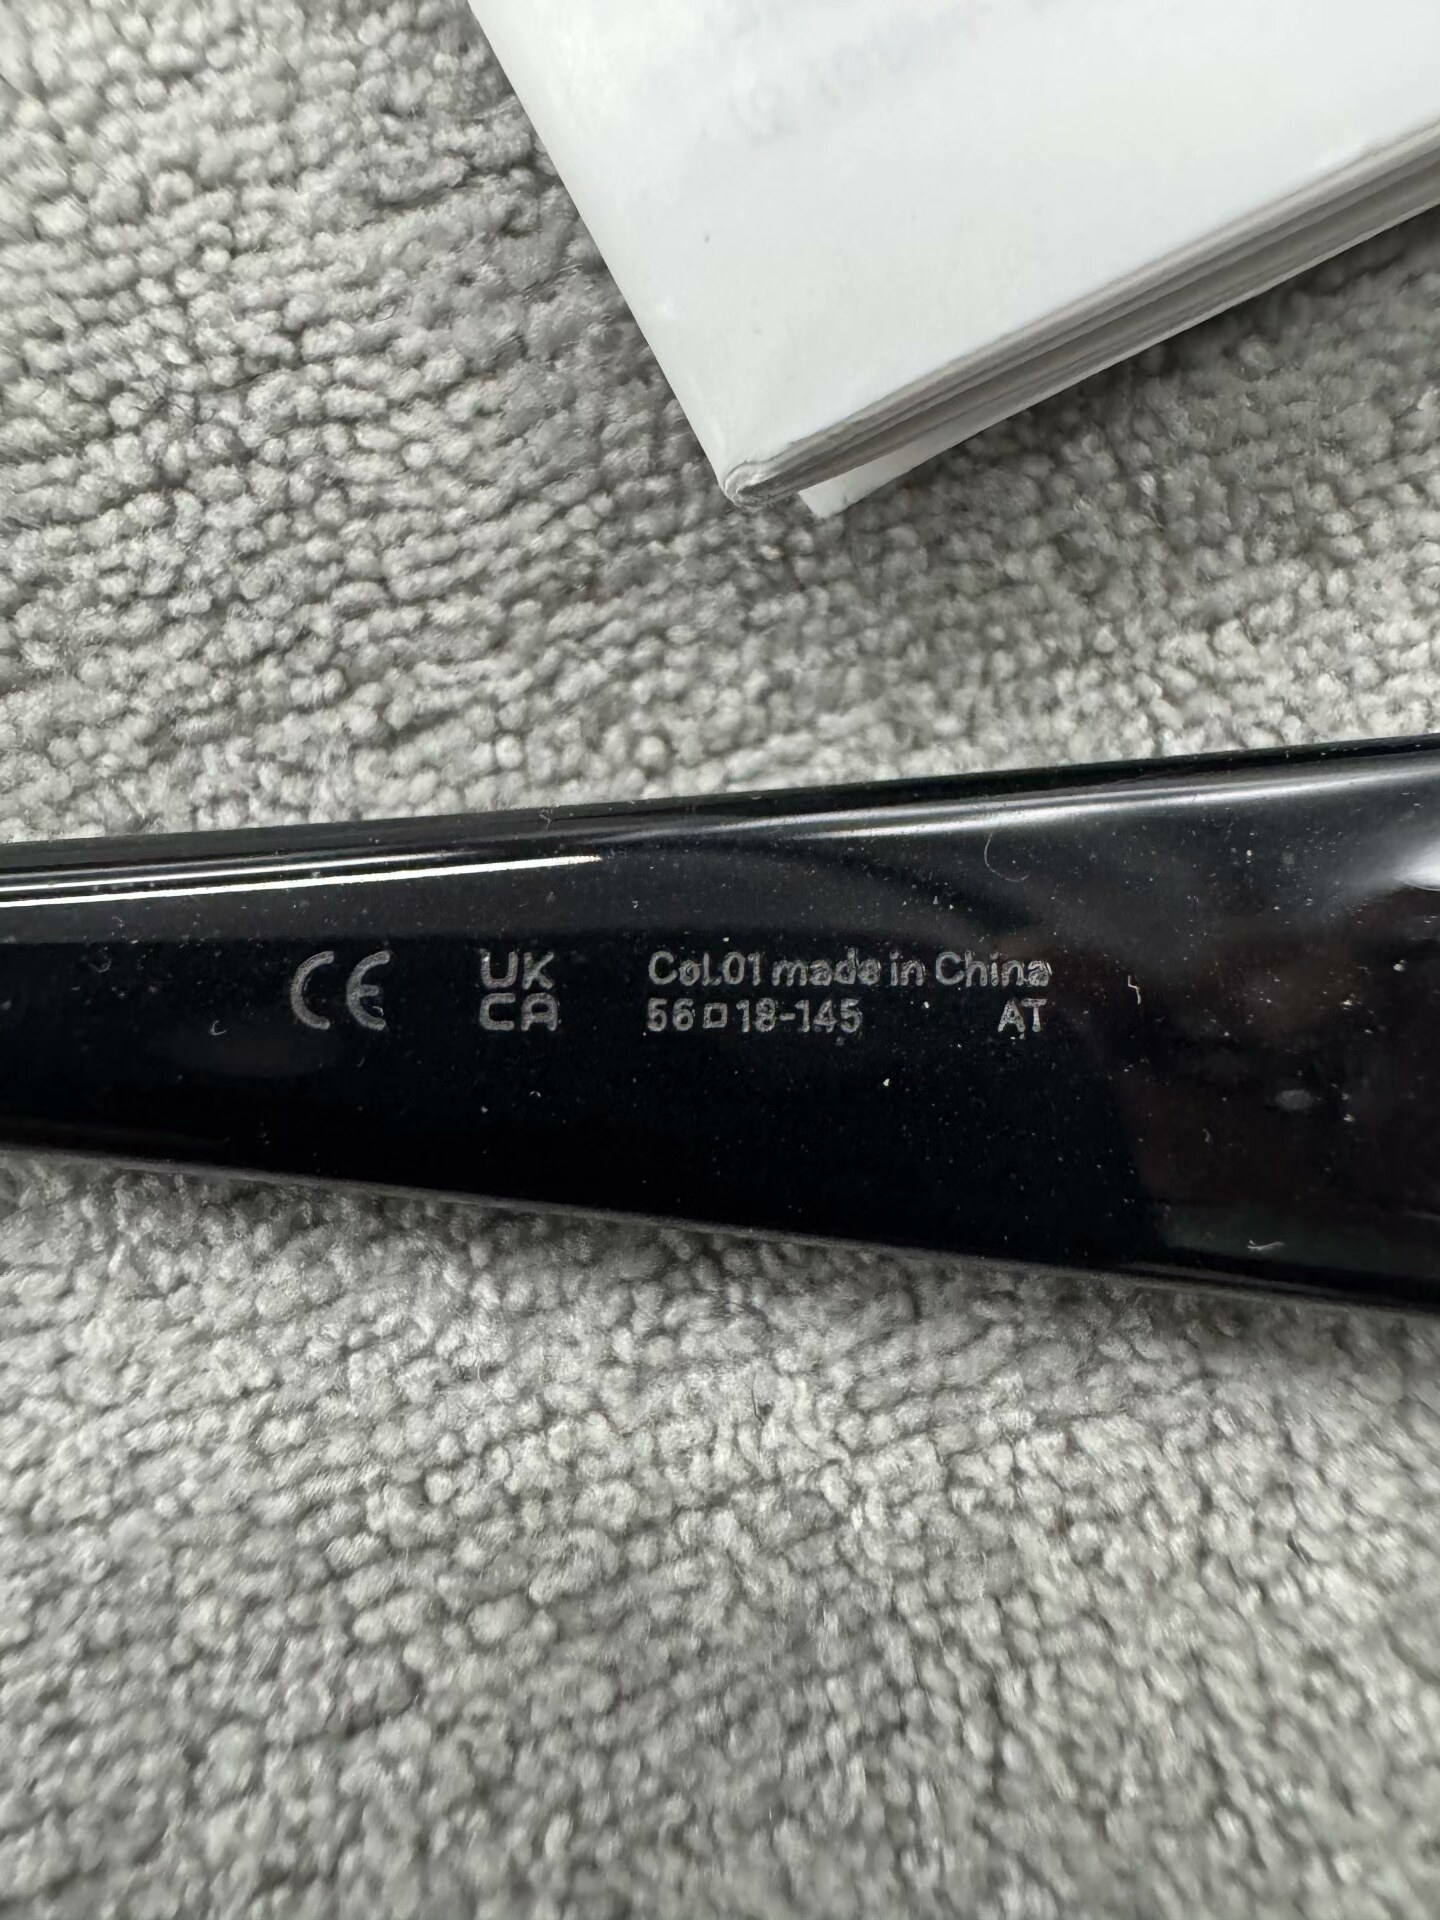 CE
UK
CA
Col.01 made in China
56□18-145 AT